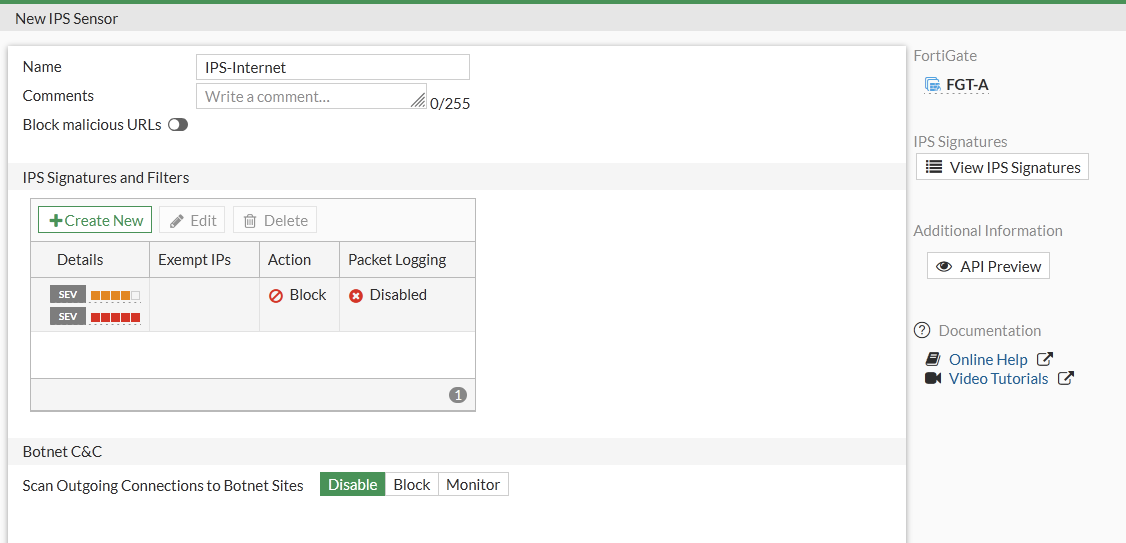 New IPS Sensor
Name IPS-Internet
Comments Write a comment... 0/255
Block malicious URLs
IPS Signatures and Filters
Create New Edit Delete
Details Exempt IPs Action Packet Logging
SEV Block Disabled
SEV
1
Botnet C&C
Scan Outgoing Connections to Botnet Sites Disable Block Monitor
FortiGate
FGT-A
IPS Signatures
View IPS Signatures
Additional Information
API Preview
Documentation
Online Help
Video Tutorials